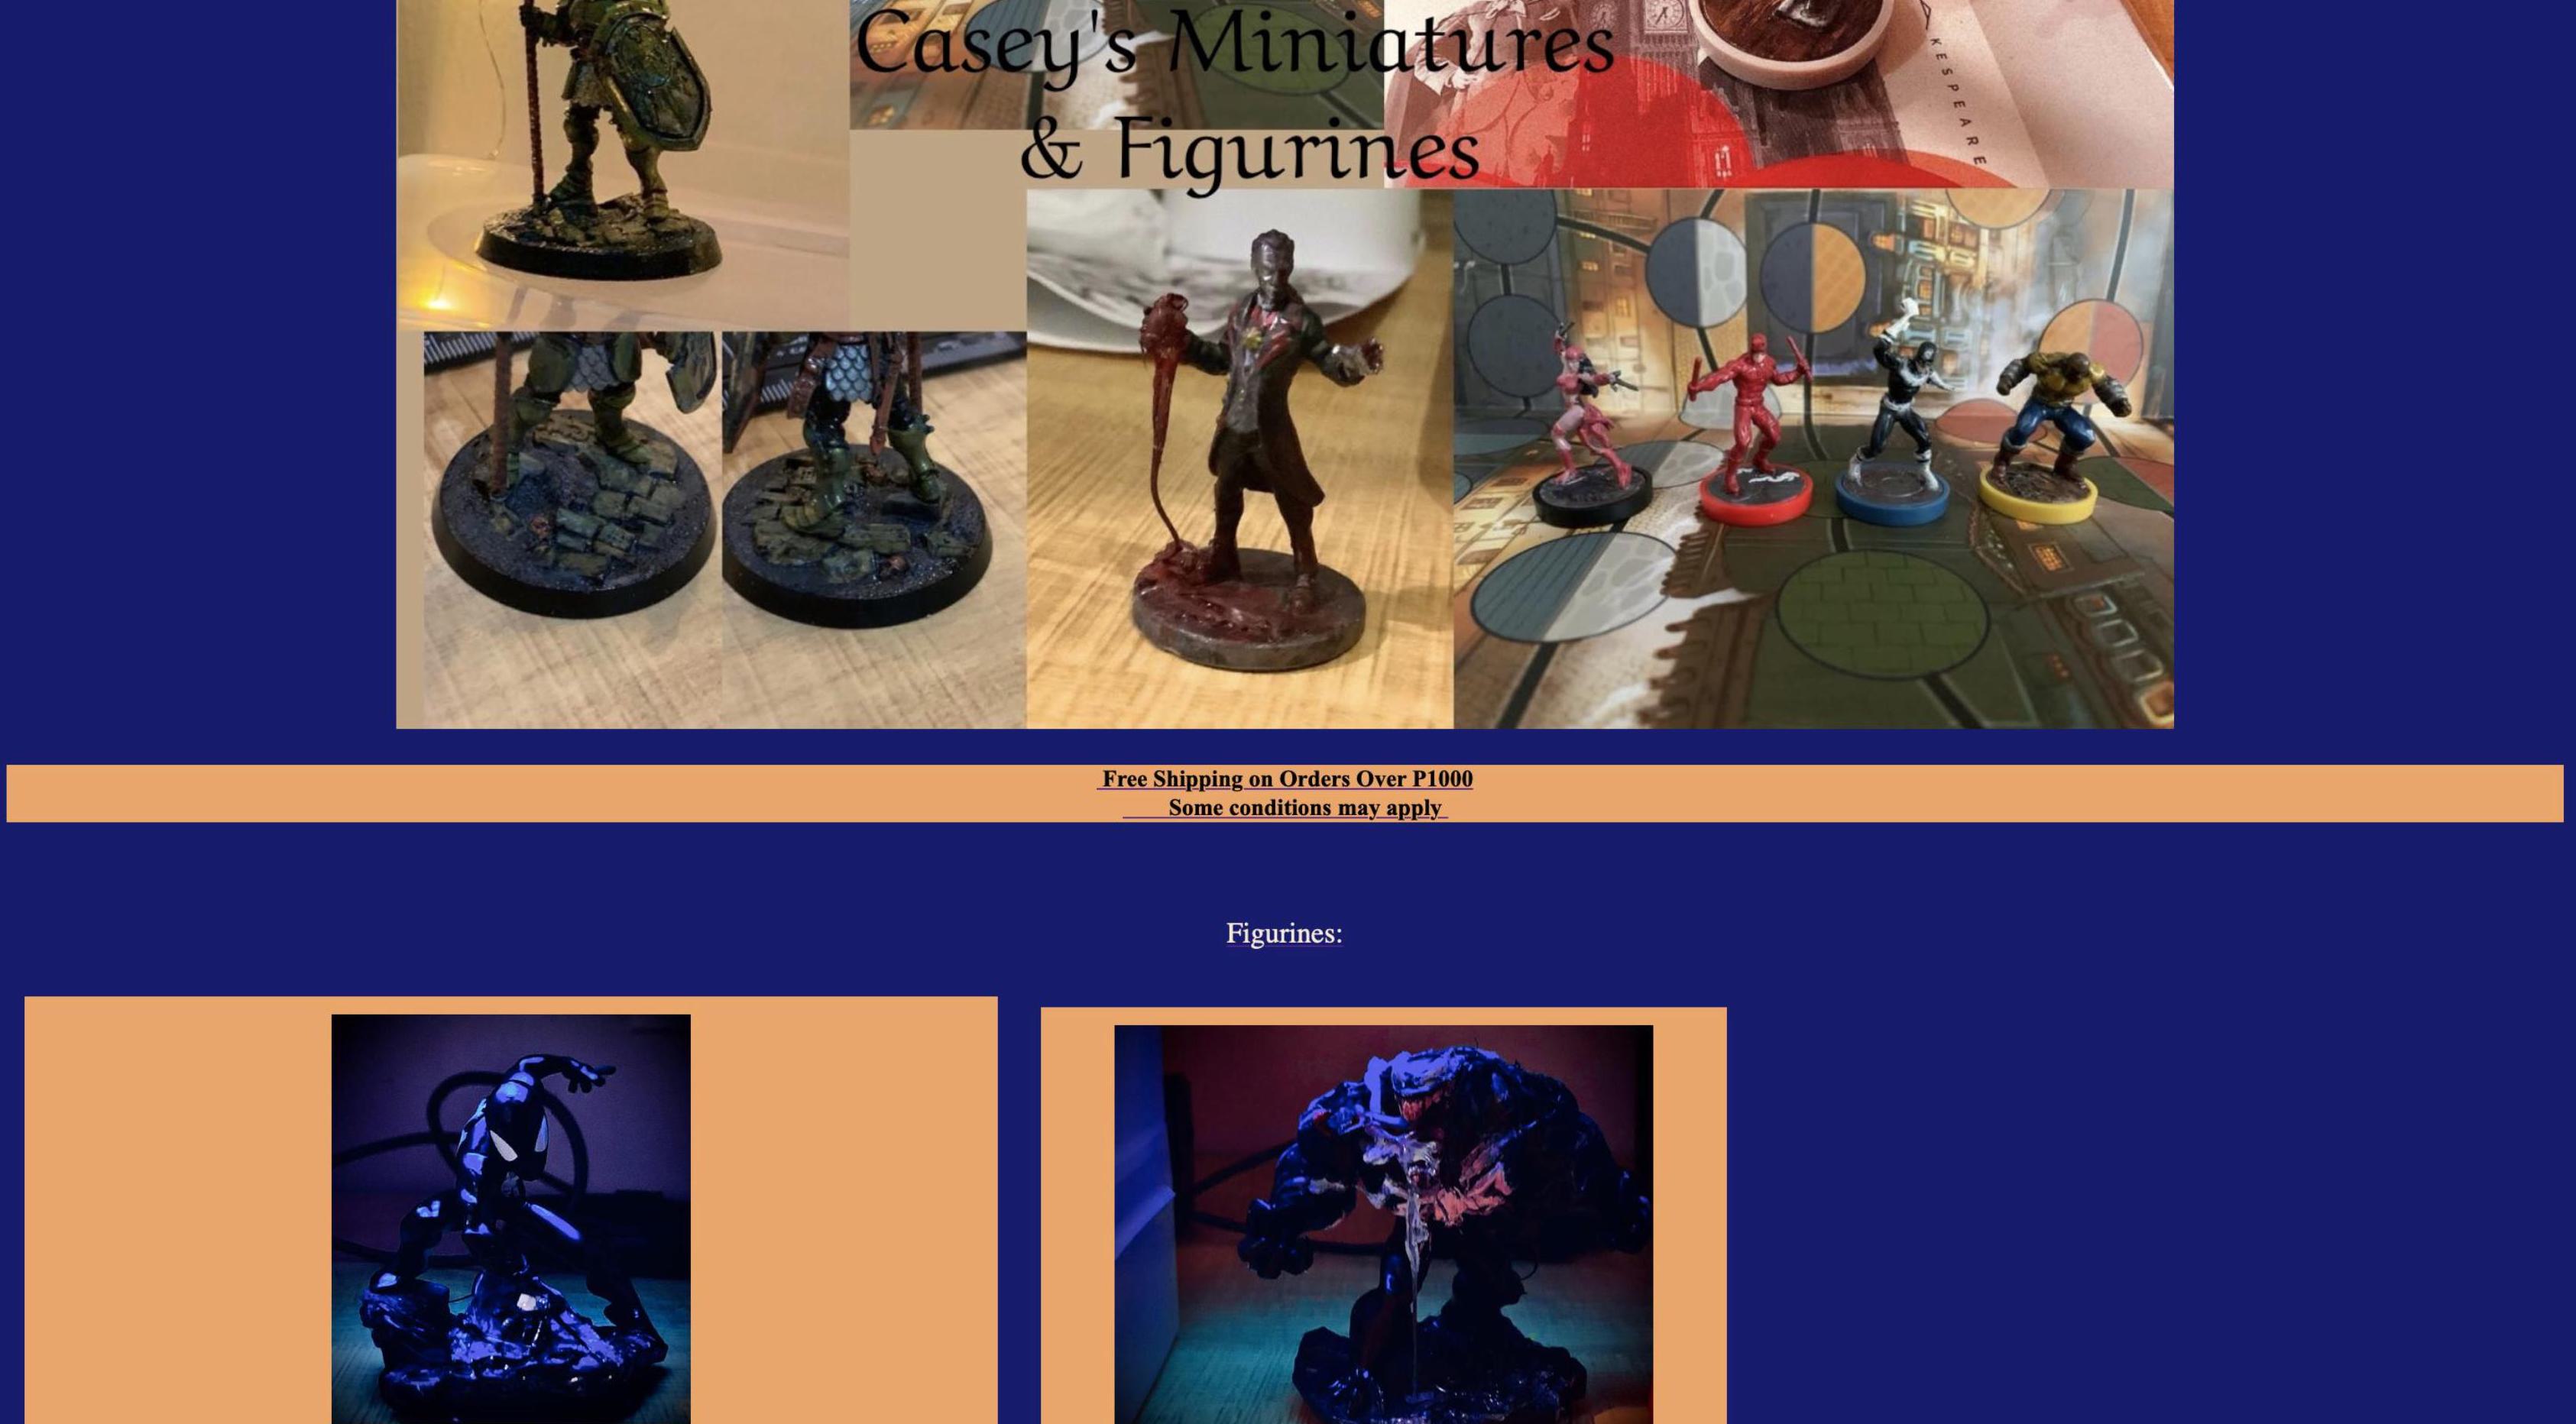 Casey's Miniatures
& Figurines
KESPEARE
Free Shipping on Orders Over P1000
Some conditions may apply
Figurines: